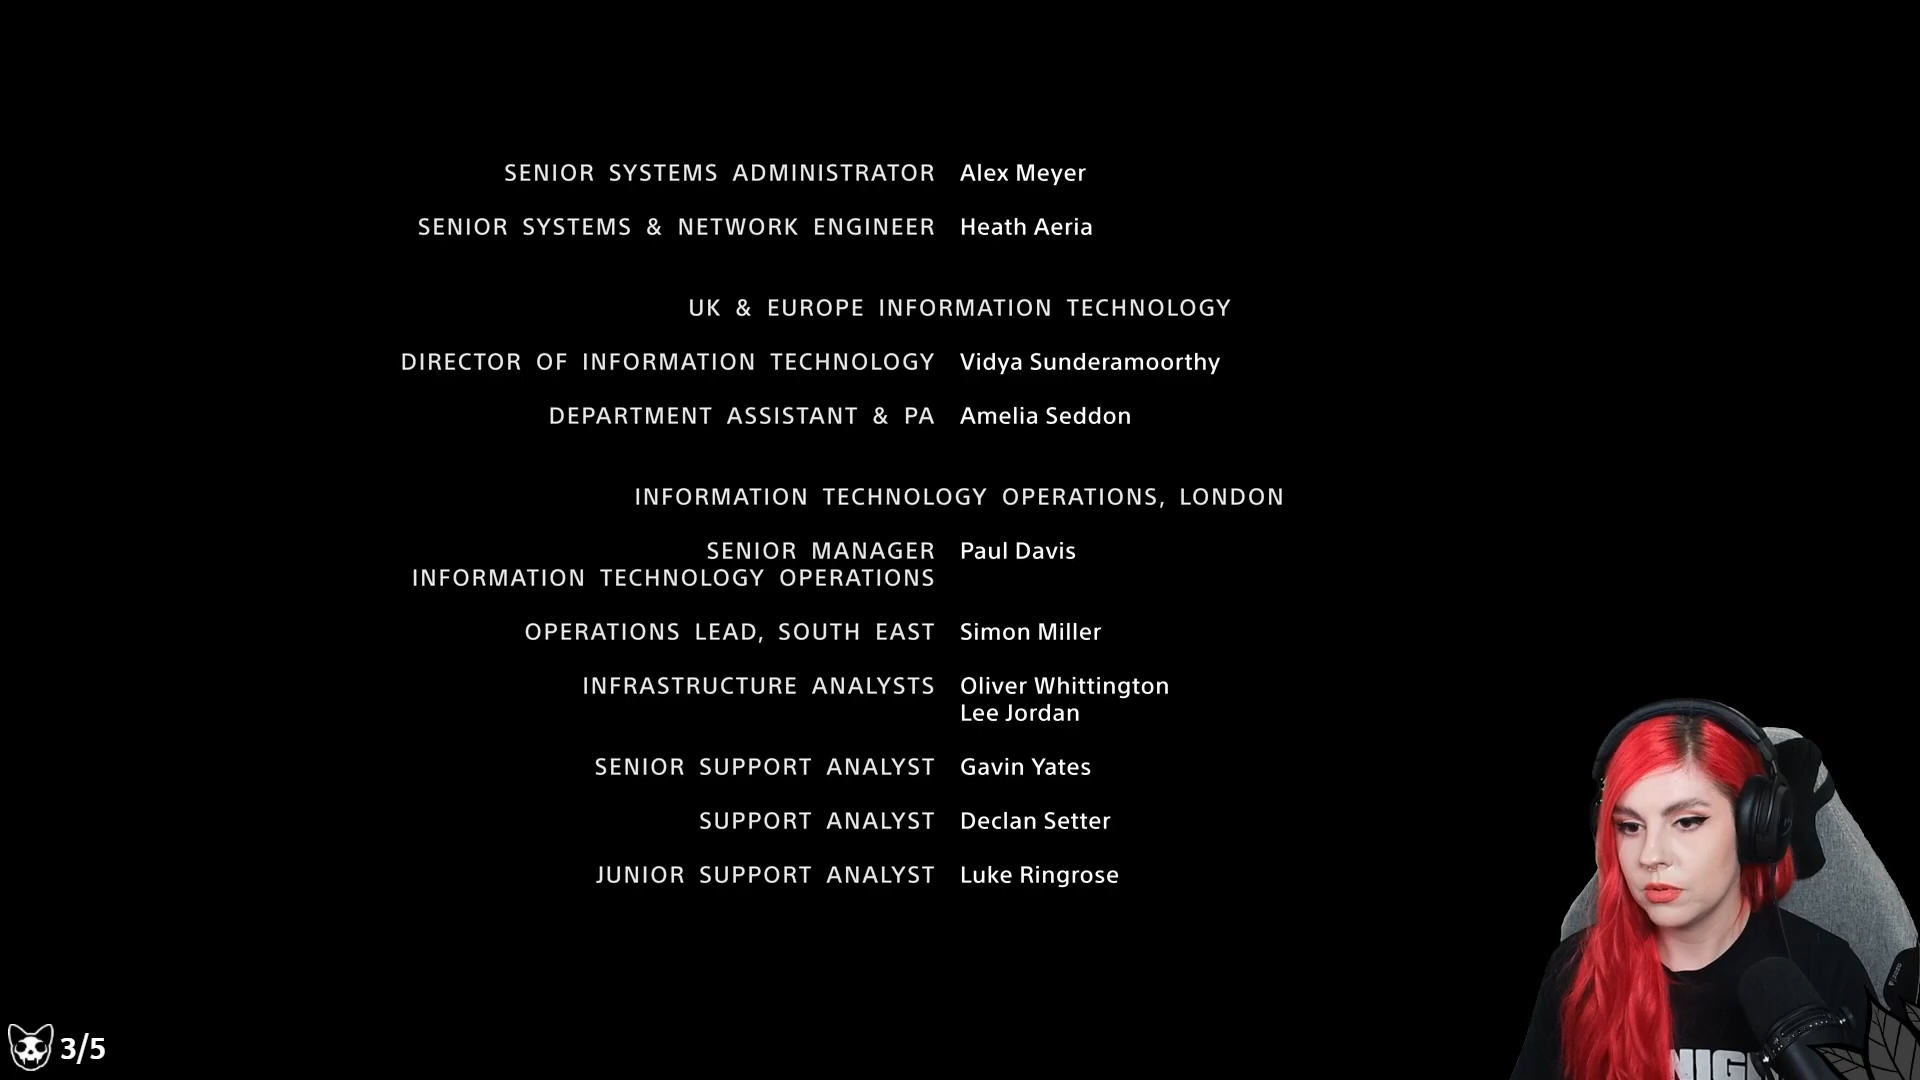 SENIOR SYSTEMS ADMINISTRATOR Alex Meyer
SENIOR SYSTEMS & NETWORK ENGINEER Heath Aeria
UK & EUROPE INFORMATION TECHNOLOGY
DIRECTOR OF INFORMATION TECHNOLOGY Vidya Sunderamoorthy
DEPARTMENT ASSISTANT & PA Amelia Seddon
INFORMATION TECHNOLOGY OPERATIONS, LONDON
SENIOR MANAGER Paul Davis
INFORMATION TECHNOLOGY OPERATIONS
OPERATIONS LEAD, SOUTH EAST Simon Miller
INFRASTRUCTURE ANALYSTS Oliver Whittington
Lee Jordan
SENIOR SUPPORT ANALYST Gavin Yates
SUPPORT ANALYST Declan Setter
JUNIOR SUPPORT ANALYST Luke Ringrose
3/5